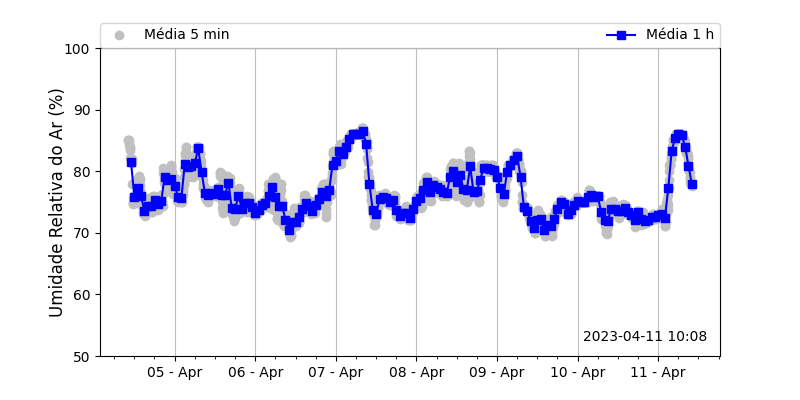 Média 5 min
Média 1 h
Umidade Relativa do Ar (%)
100
90
80
70
60
50
2023-04-11 10:08
05 - Apr
06 - Apr
07 - Apr
08 - Apr
09 - Apr
10 - Apr
11 - Apr